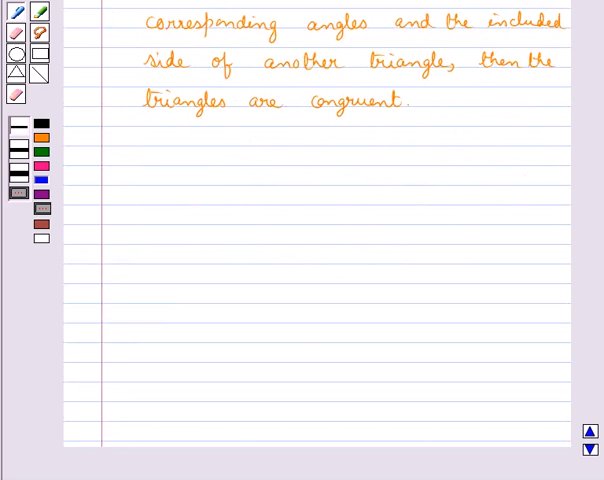 corresponding angles and the included
side of another triangle, then the
triangles are congruent.